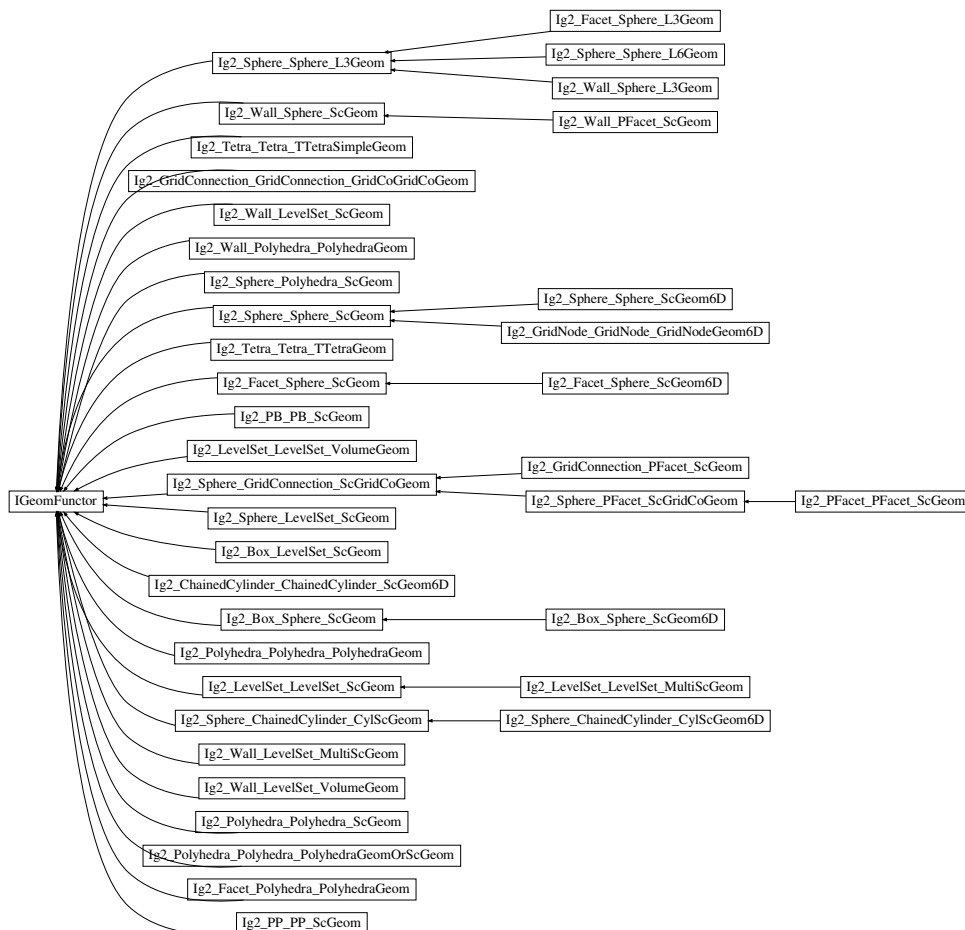 Ig2_Facet_Sphere_L3Geom
Ig2_Sphere_Sphere_L3Geom
Ig2_Sphere_Sphere_L6Geom
Ig2_Wall_Sphere_L3Geom
Ig2_Wall_Sphere_ScGeom
Ig2_Wall_PFacet_ScGeom
Ig2_Tetra_Tetra_TTetraSimpleGeom
Ig2_GridConnection_GridConnection_GridCoGridCoGeom
Ig2_Wall_LevelSet_ScGeom
Ig2_Wall_Polyhedra_PolyhedraGeom
Ig2_Sphere_Polyhedra_ScGeom
Ig2_Sphere_Sphere_ScGeom6D
Ig2_Sphere_Sphere_ScGeom
Ig2_GridNode_GridNode_GridNodeGeom6D
Ig2_Tetra_Tetra_TTetraGeom
Ig2_Facet_Sphere_ScGeom
Ig2_Facet_Sphere_ScGeom6D
Ig2_PB_PB_ScGeom
Ig2_LevelSet_LevelSet_VolumeGeom
Ig2_GridConnection_PFacet_ScGeom
Ig2_Sphere_GridConnection_ScGridCoGeom
IGeomFunctor
Ig2_Sphere_PFacet_ScGridCoGeom
Ig2_PFacet_PFacet_ScGeom
Ig2_Sphere_LevelSet_ScGeom
Ig2_Box_LevelSet_ScGeom
Ig2_ChainedCylinder_ChainedCylinder_ScGeom6D
Ig2_Box_Sphere_ScGeom
Ig2_Box_Sphere_ScGeom6D
Ig2_Polyhedra_Polyhedra_PolyhedraGeom
Ig2_LevelSet_LevelSet_ScGeom
Ig2_LevelSet_LevelSet_MultiScGeom
Ig2_Sphere_ChainedCylinder_CylScGeom
Ig2_Sphere_ChainedCylinder_CylScGeom6D
Ig2_Wall_LevelSet_MultiScGeom
Ig2_Wall_LevelSet_VolumeGeom
Ig2_Polyhedra_Polyhedra_ScGeom
Ig2_Polyhedra_Polyhedra_PolyhedraGeomOrScGeom
Ig2_Facet_Polyhedra_PolyhedraGeom
Ig2_PP_PP_ScGeom